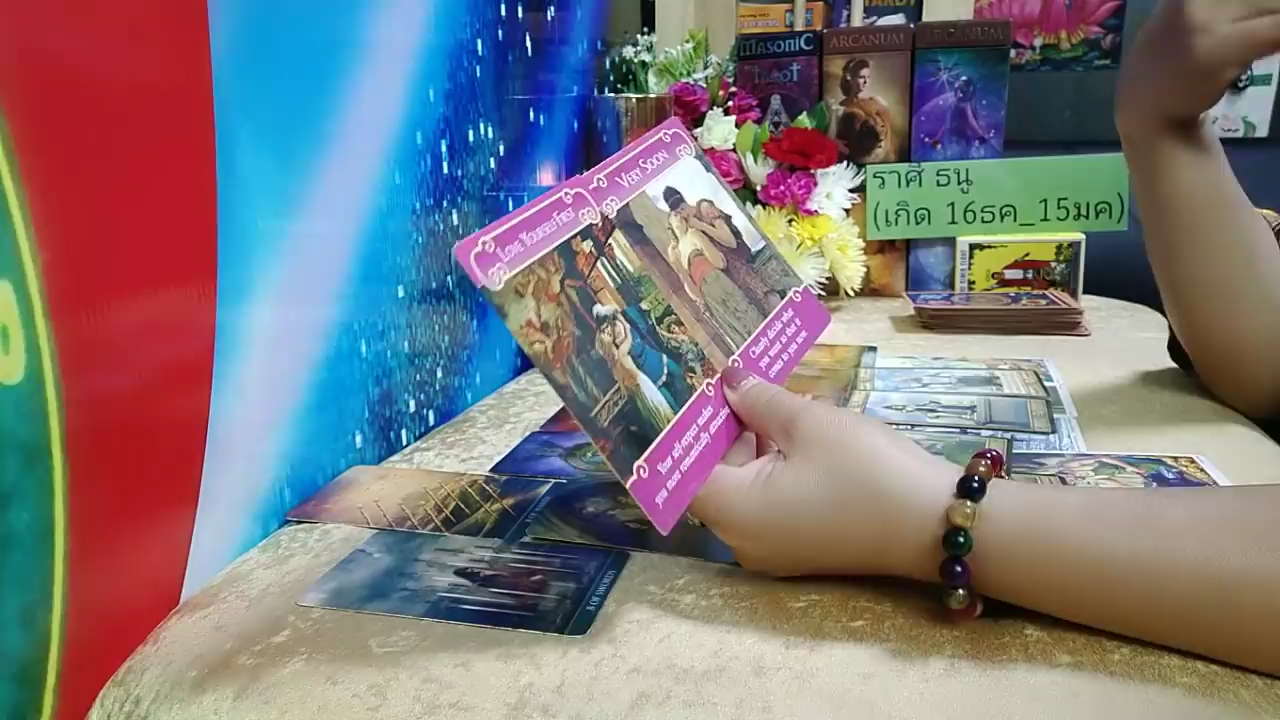 TAROT
MASONIC
Tarot
ARCANUM
ARCANUM
ราศี ธนู
(เกิด 16ธค_15มค)
LOVE YOURSELF FIRST
Your self-respect makes
you more romantically attractive
VERY SOON
Clearly decide what
you want so that it
comes to you now.
8 OF SWORDS